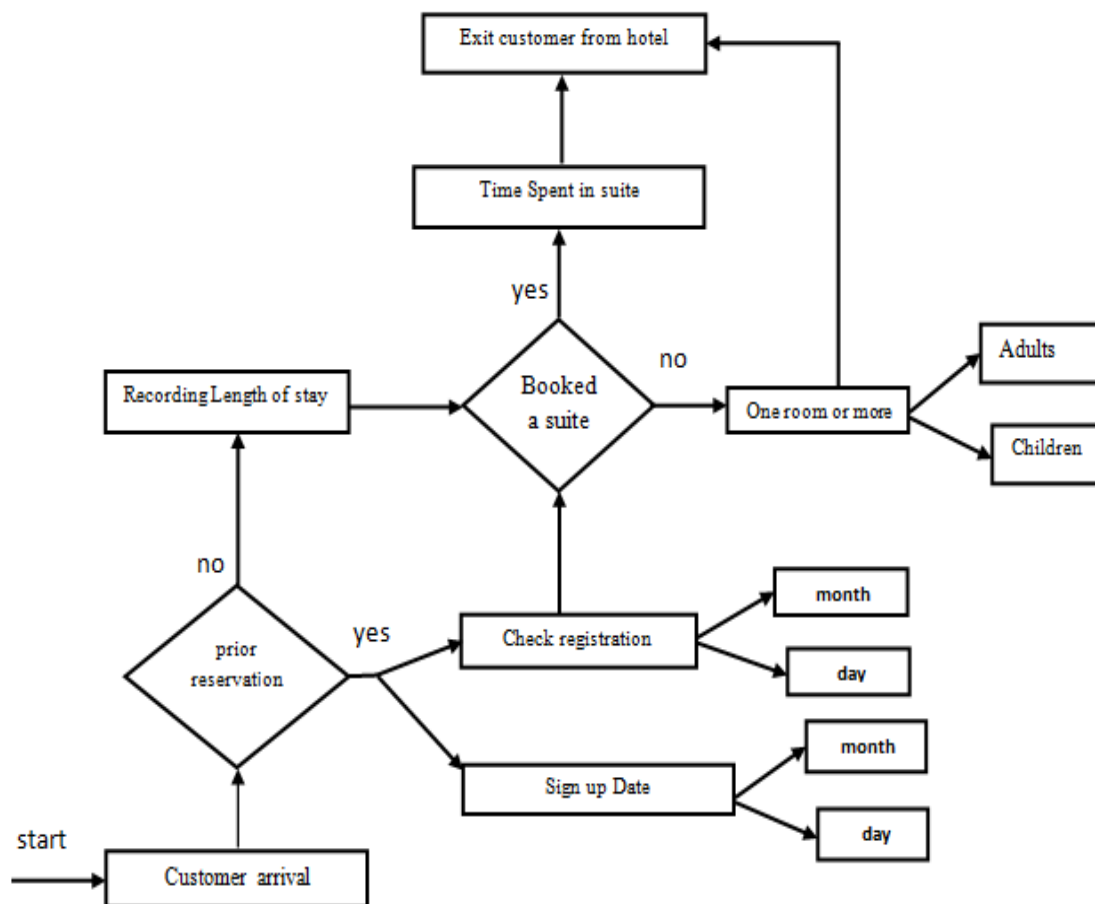 Exit customer from hotel
Time Spent in suite
yes
no
Adults
Recording Length of stay
Booked
a suite
One room or more
Children
no
yes
month
prior
reservation
Check registration
day
month
Sign up Date
day
start
Customer arrival